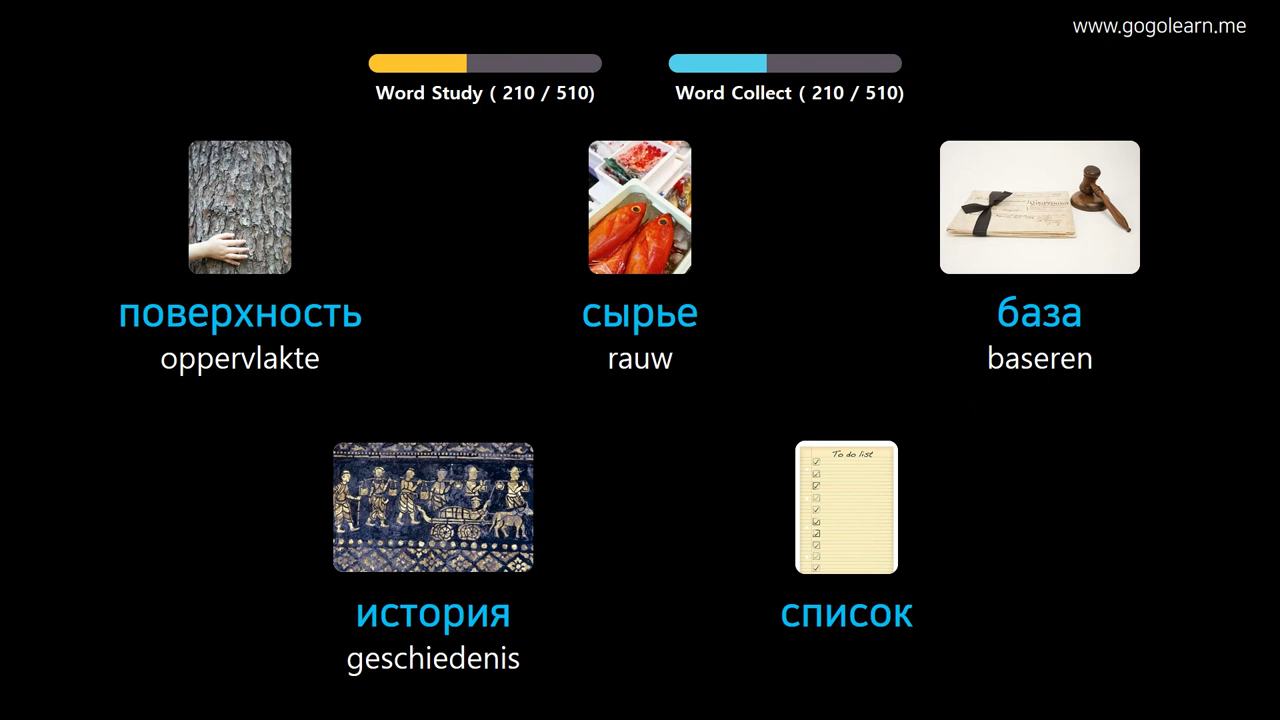 www.gogolearn.me
Word Study ( 210 / 510)
Word Collect ( 210 / 510)
поверхность
oppervlakte
сырье
rauw
база
baseren
To do list
история
geschiedenis
список